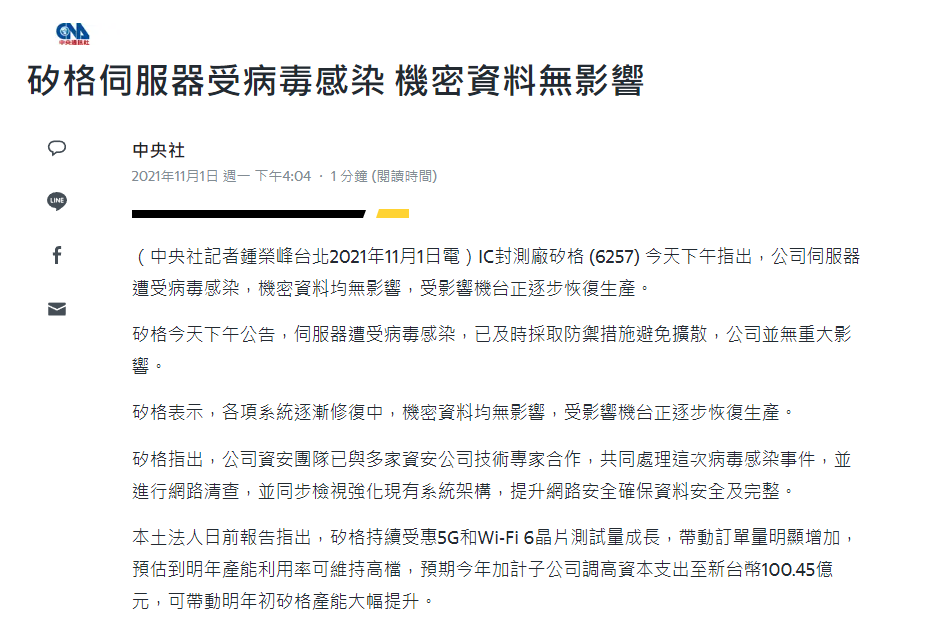 CNA
中央通訊社
矽格伺服器受病毒感染 機密資料無影響
中央社
2021年11月1日 週一 下午4:04 · 1 分鐘 (閱讀時間)
LINE
（中央社記者鍾榮峰台北2021年11月1日電）IC封測廠矽格 (6257) 今天下午指出，公司伺服器
遭受病毒感染，機密資料均無影響，受影響機台正逐步恢復生產。
矽格今天下午公告，伺服器遭受病毒感染，已及時採取防禦措施避免擴散，公司並無重大影
響。
矽格表示，各項系統逐漸修復中，機密資料均無影響，受影響機台正逐步恢復生產。
矽格指出，公司資安團隊已與多家資安公司技術專家合作，共同處理這次病毒感染事件，並
進行網路清查，並同步檢視強化現有系統架構，提升網路安全確保資料安全及完整。
本土法人日前報告指出，矽格持續受惠5G和Wi-Fi 6晶片測試量成長，帶動訂單量明顯增加，
預估到明年產能利用率可維持高檔，預期今年加計子公司調高資本支出至新台幣100.45億
元，可帶動明年初矽格產能大幅提升。